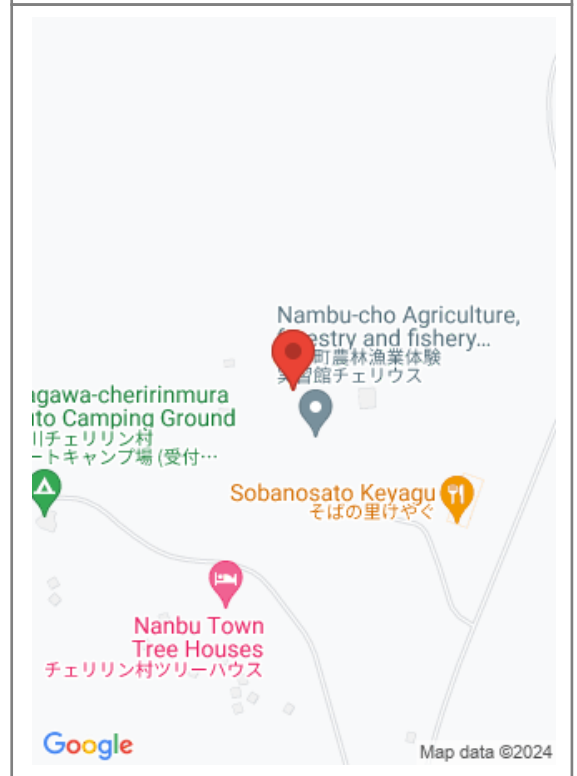 Nambu-cho Agriculture,
estry and fishery...
町農林漁業体験
習館チェリウス
agawa-cheririnmura
uto Camping Ground
川チェリリン村
ートキャンプ場 (受付…
Sobanosato Keyagu
そばの里けやぐ
Nanbu Town
Tree Houses
チェリリン村ツリーハウス
Google
Map data ©2024